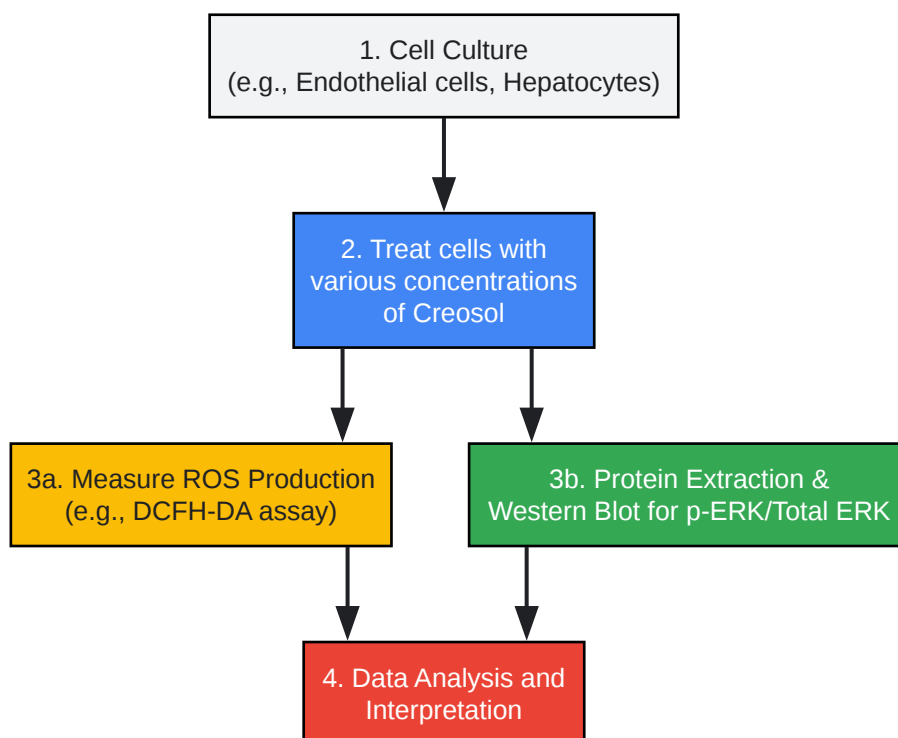 1. Cell Culture
(e.g., Endothelial cells, Hepatocytes)
2. Treat cells with
various concentrations
of Creosol
3a. Measure ROS Production
(e.g., DCFH-DA assay)
3b. Protein Extraction &
Western Blot for p-ERK/Total ERK
4. Data Analysis and
Interpretation